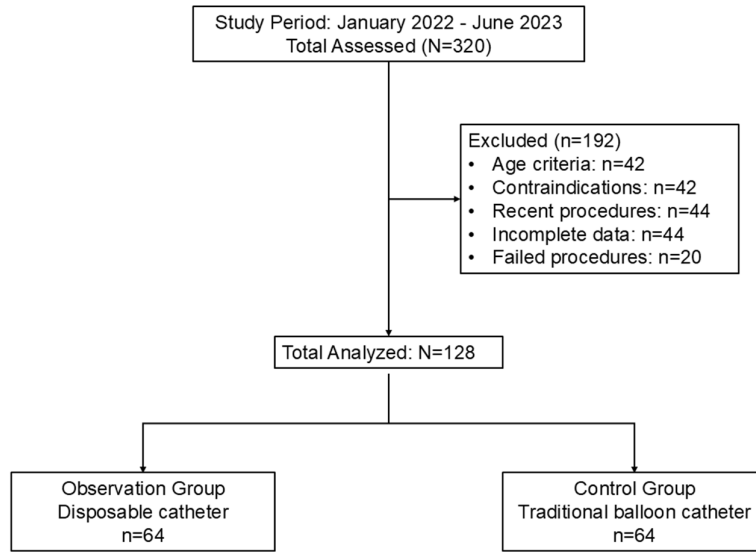 Study Period: January 2022 - June 2023
Total Assessed (N=320)
Excluded (n=192)
• Age criteria: n=42
• Contraindications: n=42
• Recent procedures: n=44
• Incomplete data: n=44
• Failed procedures: n=20
Total Analyzed: N=128
Observation Group
Disposable catheter
n=64
Control Group
Traditional balloon catheter
n=64